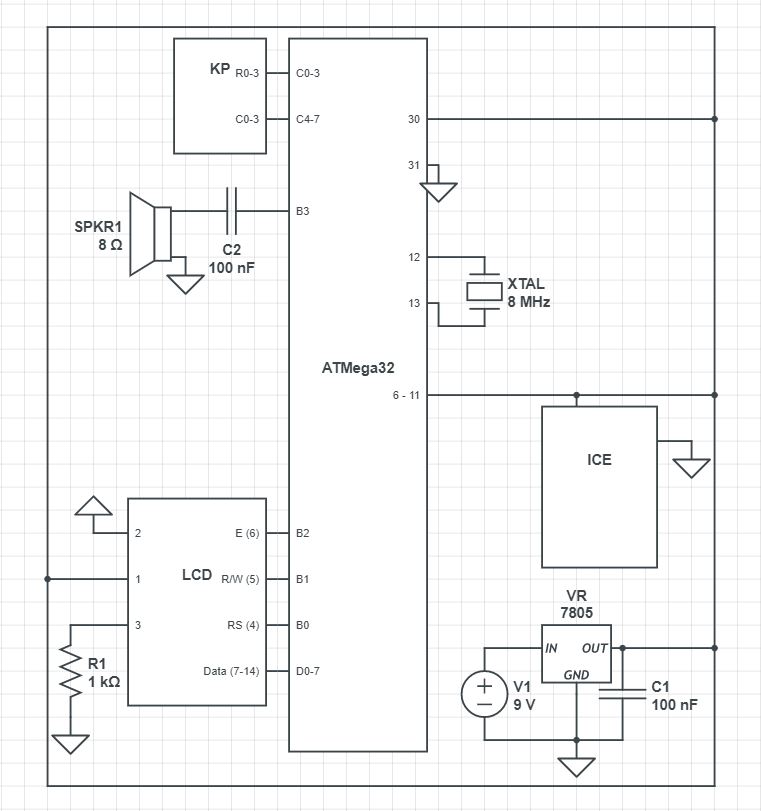 KP
R0-3
C0-3
C0-3
C4-7
30
31
SPKR1
8 Ω
C2
100 nF
B3
12
13
XTAL
8 MHz
ATMega32
6 - 11
ICE
2
1
3
LCD
E (6)
R/W (5)
RS (4)
Data (7-14)
B2
B1
B0
D0-7
R1
1 kΩ
VR
7805
IN
OUT
GND
V1
9 V
C1
100 nF